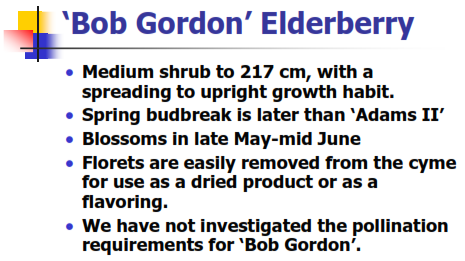 ‘Bob Gordon’ Elderberry
• Medium shrub to 217 cm, with a
spreading to upright growth habit.
• Spring budbreak is later than ‘Adams II’
• Blossoms in late May-mid June
• Florets are easily removed from the cyme
for use as a dried product or as a
flavoring.
• We have not investigated the pollination
requirements for ‘Bob Gordon’.